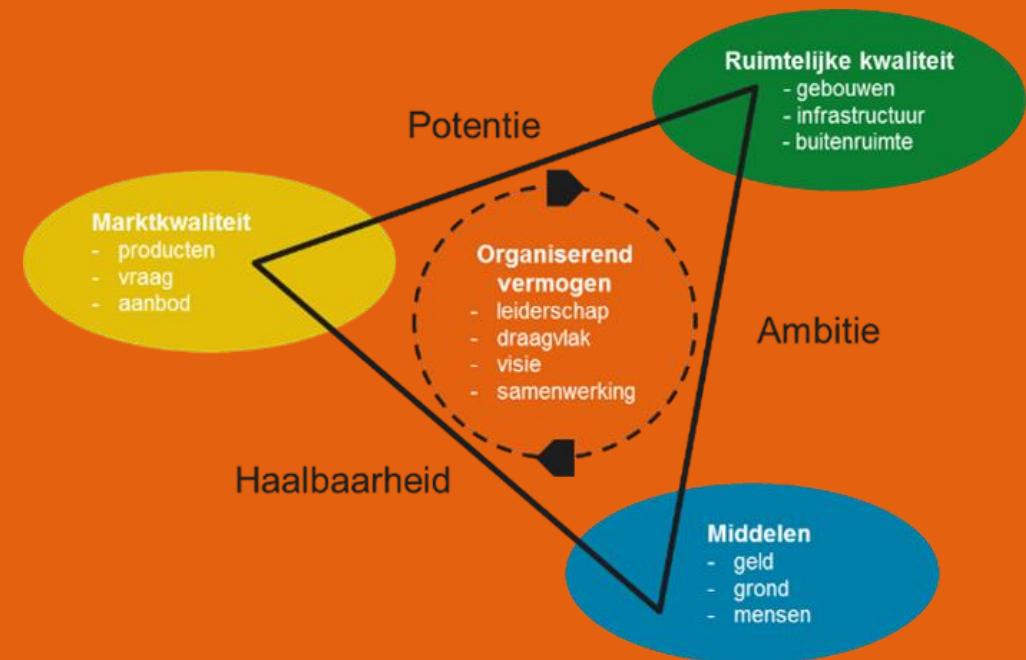 Ruimtelijke kwaliteit
- gebouwen
- infrastructuur
- buitenruimte
Potentie
Marktkwaliteit
- producten
- vraag
- aanbod
Organiserend
vermogen
- leiderschap
- draagvlak
- visie
- samenwerking
Ambitie
Haalbaarheid
Middelen
- geld
- grond
- mensen